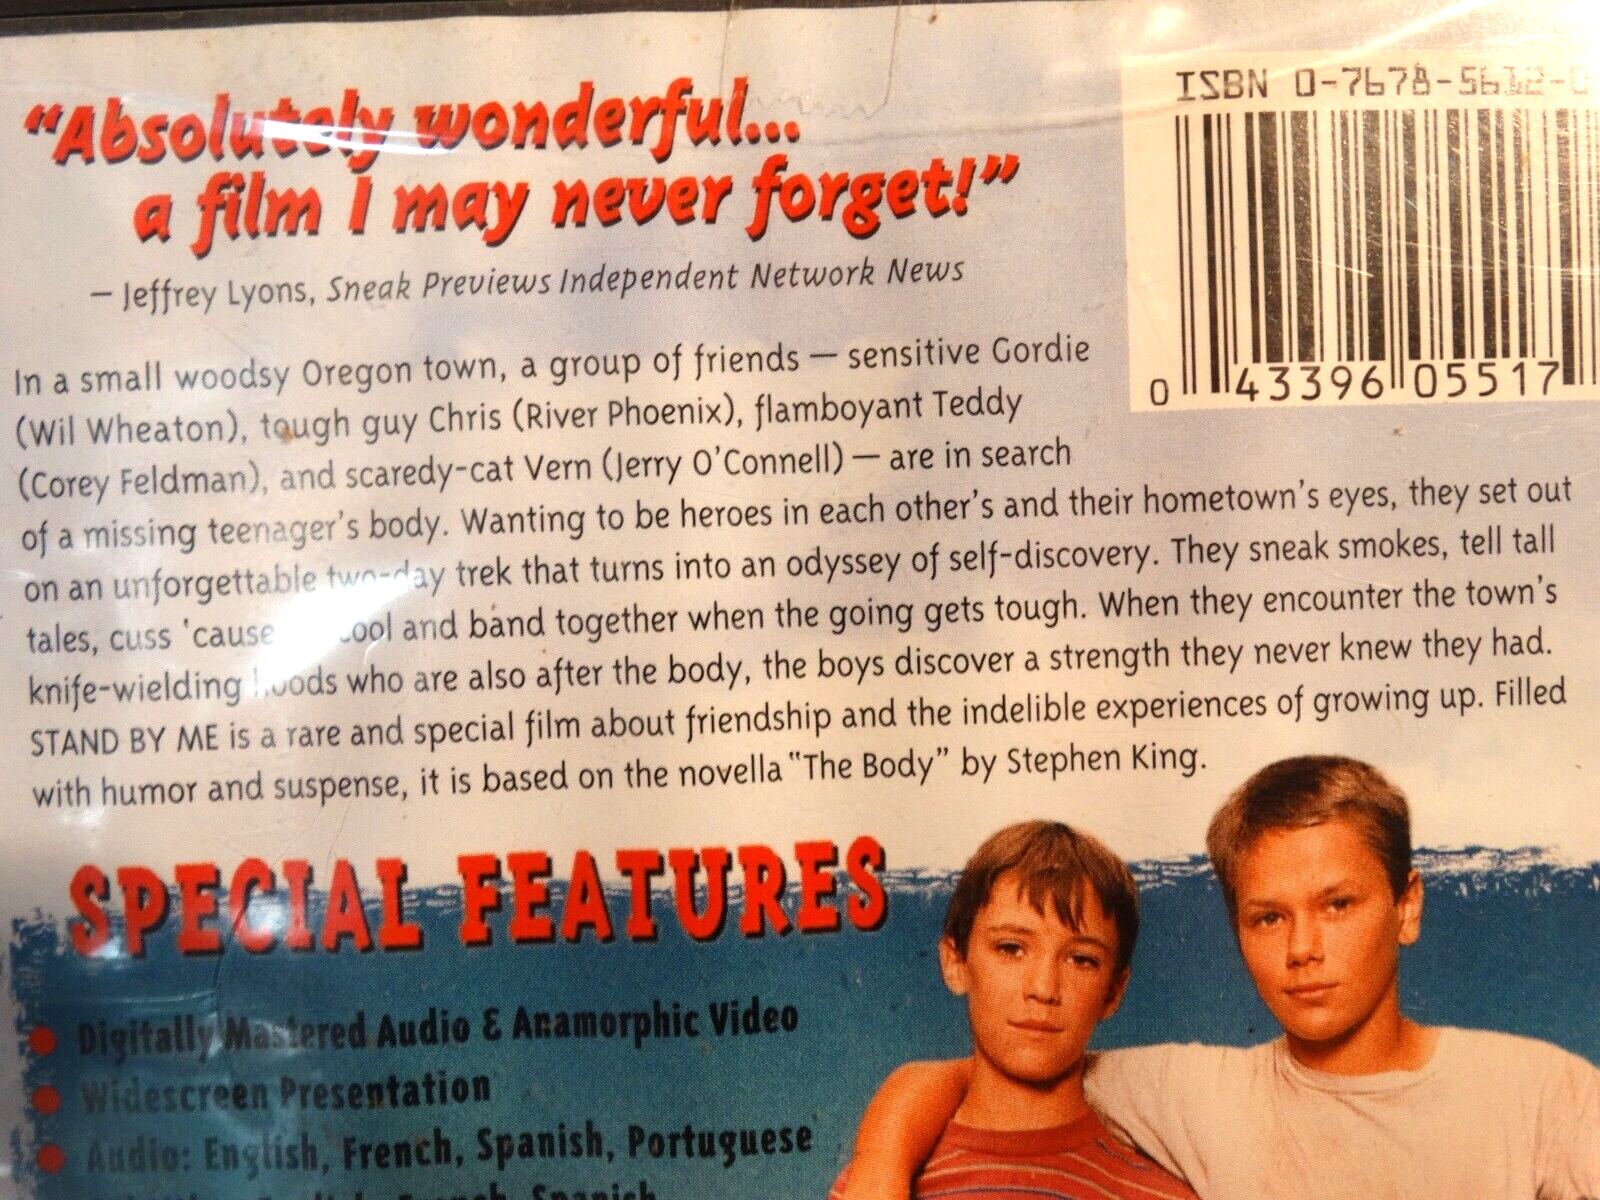 “Absolutely wonderful...
a film I may never forget!”
– Jeffrey Lyons, Sneak Previews Independent Network News
ISBN 0-7678-5612-0
0 43396 05517
In a small woodsy Oregon town, a group of friends — sensitive Gordie
(Wil Wheaton), tough guy Chris (River Phoenix), flamboyant Teddy
(Corey Feldman), and scaredy-cat Vern (Jerry O'Connell) — are in search
of a missing teenager's body. Wanting to be heroes in each other's and their hometown's eyes, they set out
on an unforgettable two-day trek that turns into an odyssey of self-discovery. They sneak smokes, tell tall
tales, cuss 'cause cool and band together when the going gets tough. When they encounter the town's
knife-wielding hoods who are also after the body, the boys discover a strength they never knew they had.
STAND BY ME is a rare and special film about friendship and the indelible experiences of growing up. Filled
with humor and suspense, it is based on the novella “The Body” by Stephen King.
SPECIAL FEATURES
Digitally Mastered Audio & Anamorphic Video
Widescreen Presentation
Audio: English, French, Spanish, Portuguese
French, Spanish